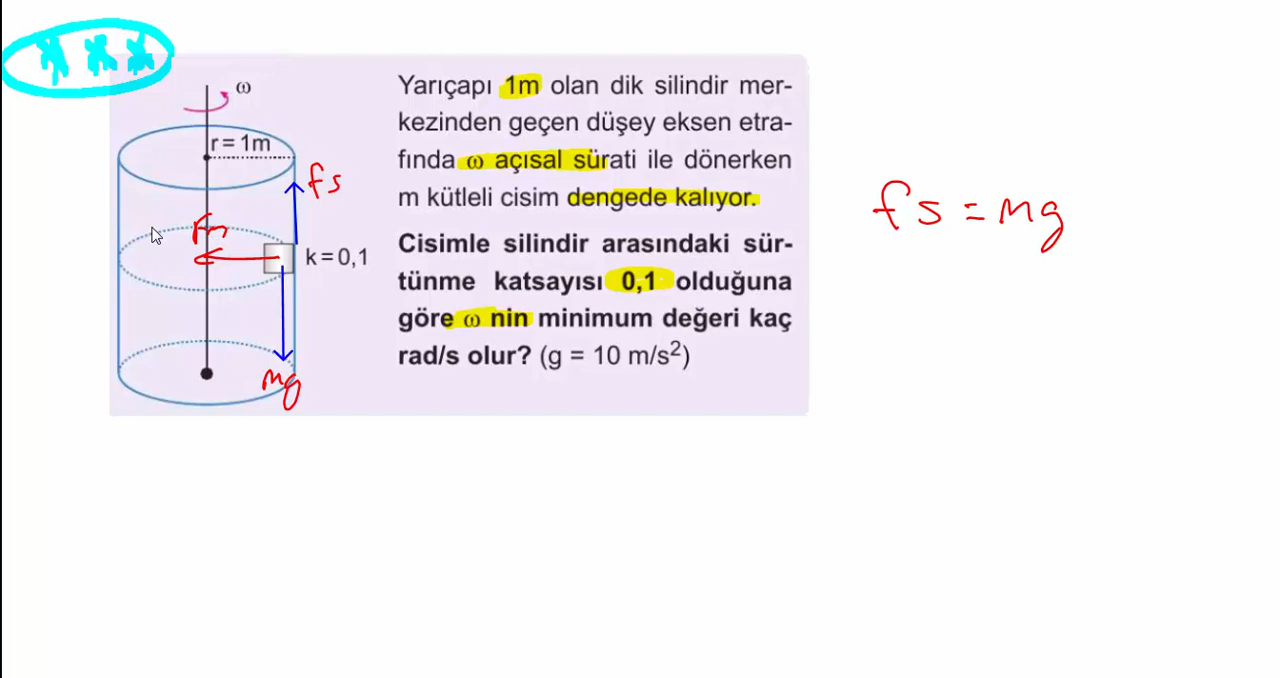 ω
r = 1m
fs
Fm
k = 0,1
mg
Yarıçapı 1m olan dik silindir mer-
kezinden geçen düşey eksen etra-
fında ω açısal sürati ile dönerken
m kütleli cisim dengede kalıyor.
Cisimle silindir arasındaki sür-
tünme katsayısı 0,1 olduğuna
göre ω nin minimum değeri kaç
rad/s olur? (g = 10 m/s²)
fs = mg